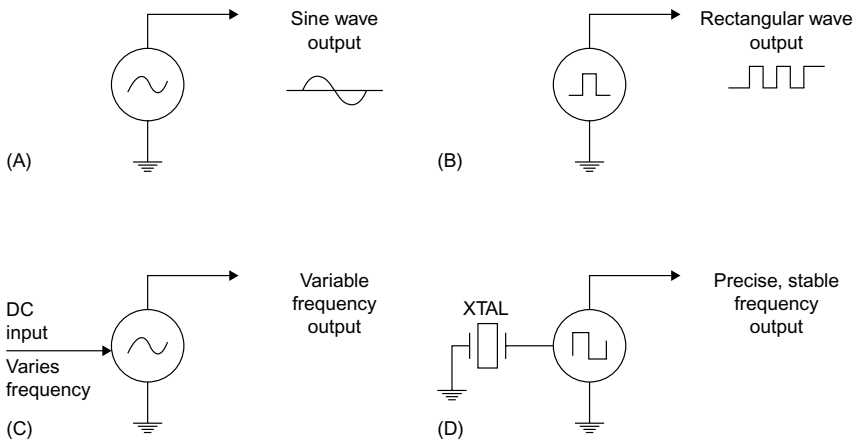 Sine wave
output
(A)
Rectangular wave
output
(B)
DC
input
Varies
frequency
Variable
frequency
output
(C)
XTAL
Precise, stable
frequency
output
(D)